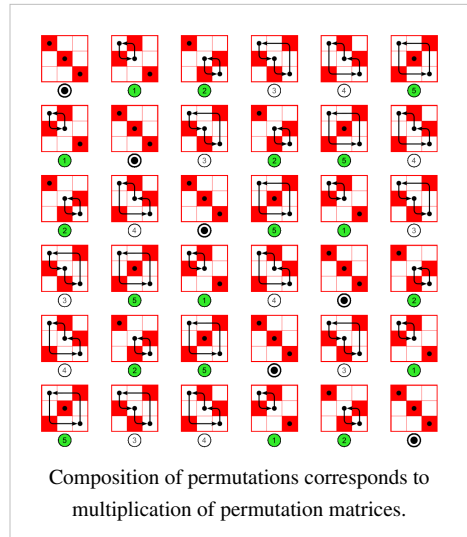 1 2 3 4 5
1 3 2 5 4
2 4 5 1 3
3 5 1 4 2
4 2 5 3 1
5 3 4 1 2
Composition of permutations corresponds to
multiplication of permutation matrices.